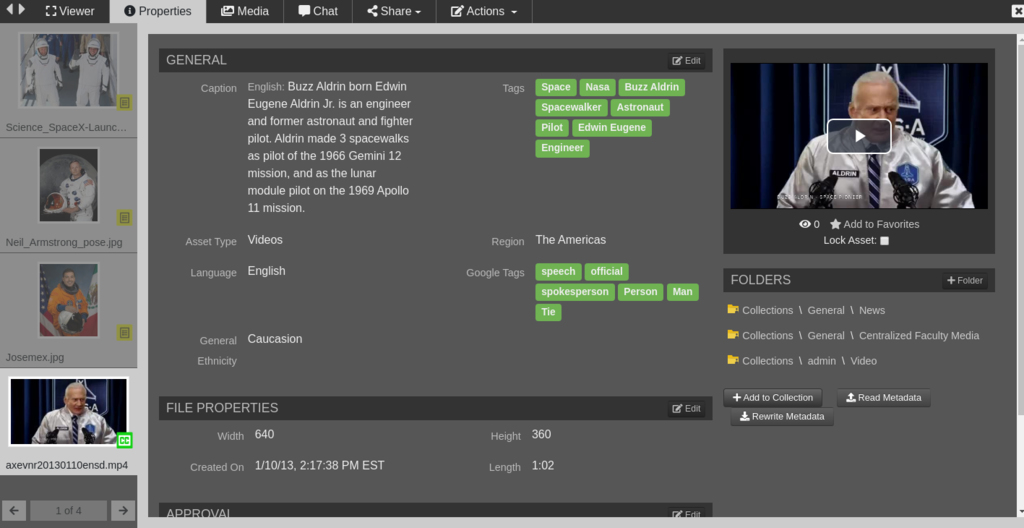 Viewer
Properties
Media
Chat
Share
Actions
Science_SpaceX-Launc...
Neil_Armstrong_pose.jpg
Josemex.jpg
CC
axevnr20130110ensd.mp4
1 of 4
GENERAL
Edit
Caption
English: Buzz Aldrin born Edwin
Eugene Aldrin Jr. is an engineer
and former astronaut and fighter
pilot. Aldrin made 3 spacewalks
as pilot of the 1966 Gemini 12
mission, and as the lunar
module pilot on the 1969 Apollo
11 mission.
Tags
Space Nasa Buzz Aldrin
Spacewalker Astronaut
Pilot Edwin Eugene
Engineer
Asset Type
Videos
Region
The Americas
Language
English
Google Tags
speech official
spokesperson Person Man
Tie
General
Ethnicity
Caucasion
FILE PROPERTIES
Edit
Width
640
Height
360
Created On
1/10/13, 2:17:38 PM EST
Length
1:02
APPROVAL
Edit
ALDRIN
0
Add to Favorites
Lock Asset:
FOLDERS
Folder
Collections \ General \ News
Collections \ General \ Centralized Faculty Media
Collections \ admin \ Video
Add to Collection
Read Metadata
Rewrite Metadata